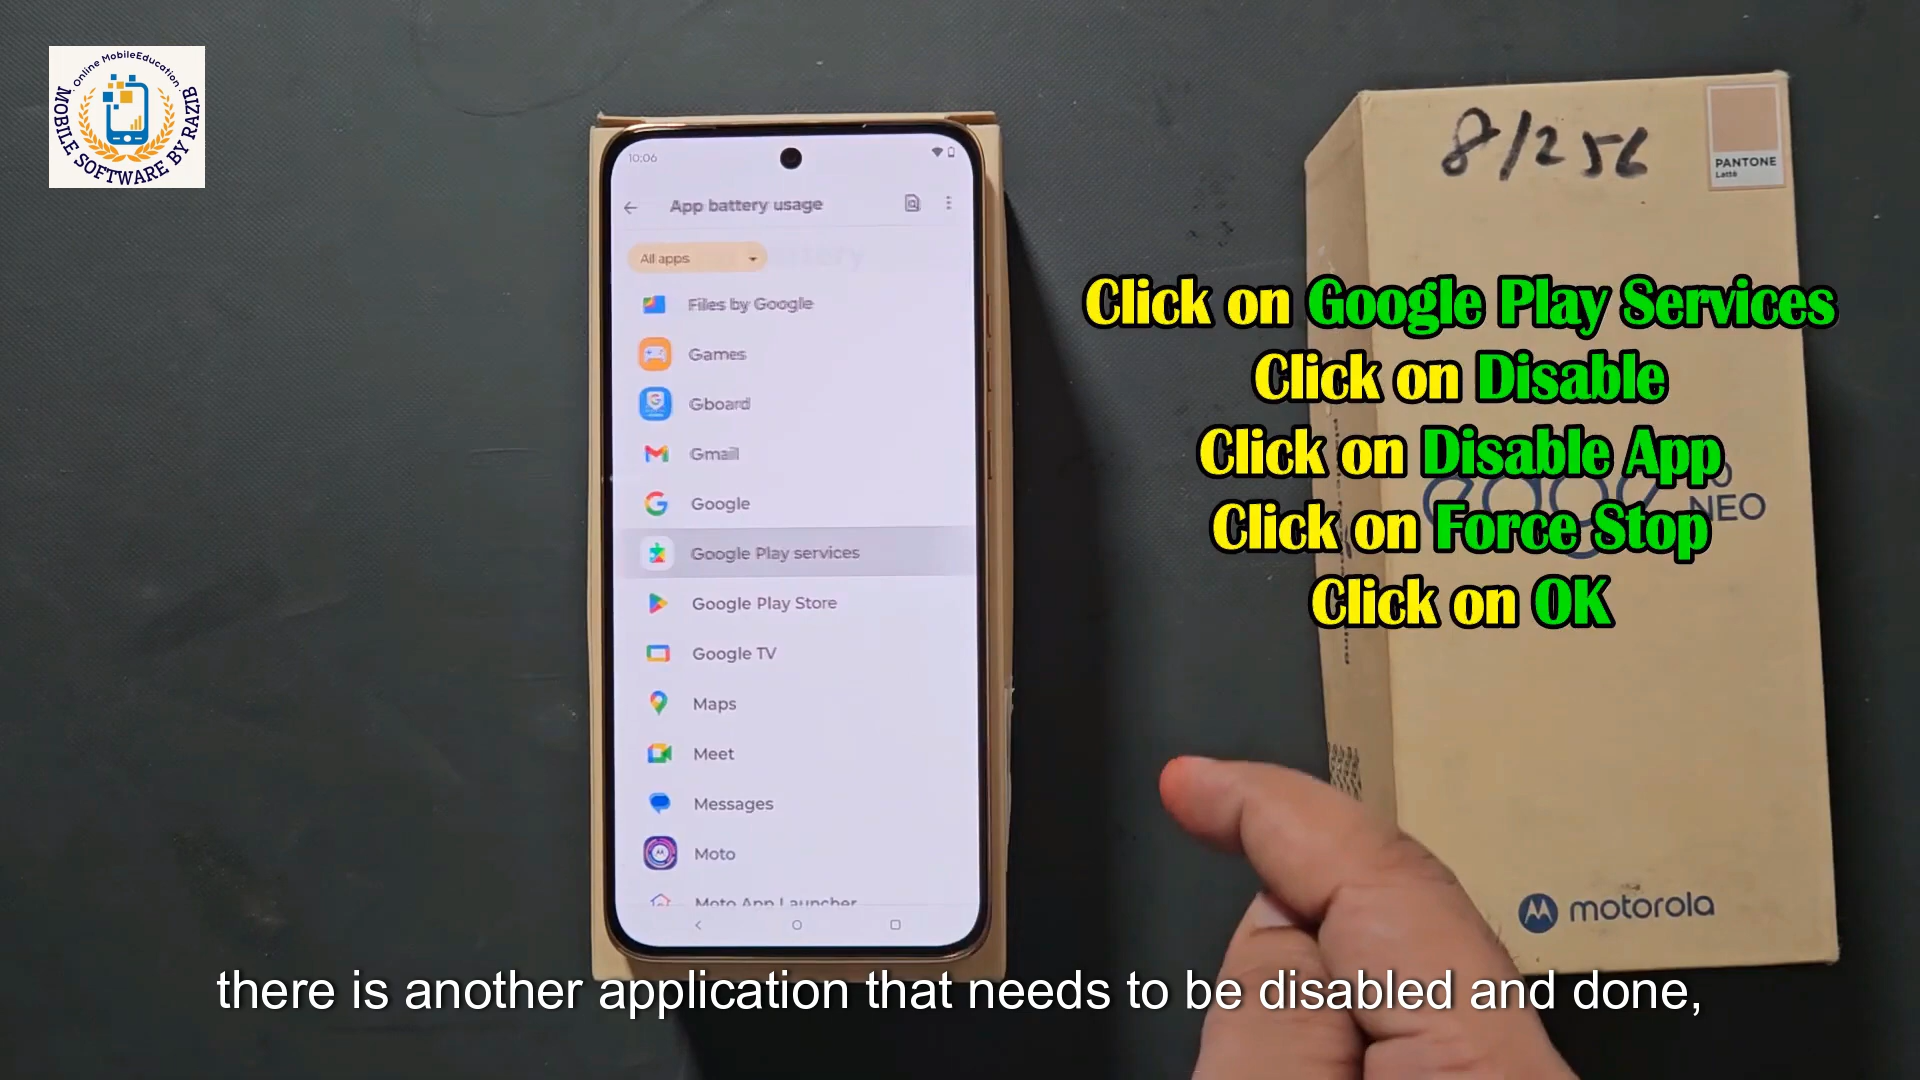 Online MobileEducation
MOBILE SOFTWARE BY RAZIB
10:06
App battery usage
All apps
Files by Google
Games
Gboard
Gmail
Google
Google Play services
Google Play Store
Google TV
Maps
Meet
Messages
Moto
Moto App Launcher
8/256
PANTONE
Latte
Click on Google Play Services
Click on Disable
Click on Disable App
Click on Force Stop
Click on OK
edge
NEO
motorola
there is another application that needs to be disabled and done,